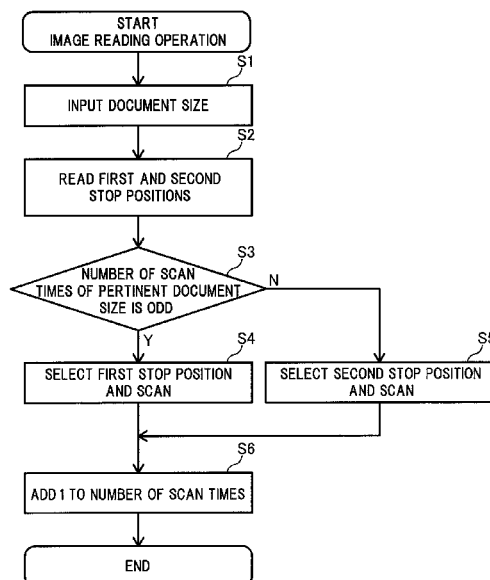 START
IMAGE READING OPERATION
S1
INPUT DOCUMENT SIZE
S2
READ FIRST AND SECOND
STOP POSITIONS
S3
NUMBER OF SCAN
TIMES OF PERTINENT DOCUMENT
SIZE IS ODD
N
Y
S4
SELECT FIRST STOP POSITION
AND SCAN
S5
SELECT SECOND STOP POSITION
AND SCAN
S6
ADD 1 TO NUMBER OF SCAN TIMES
END